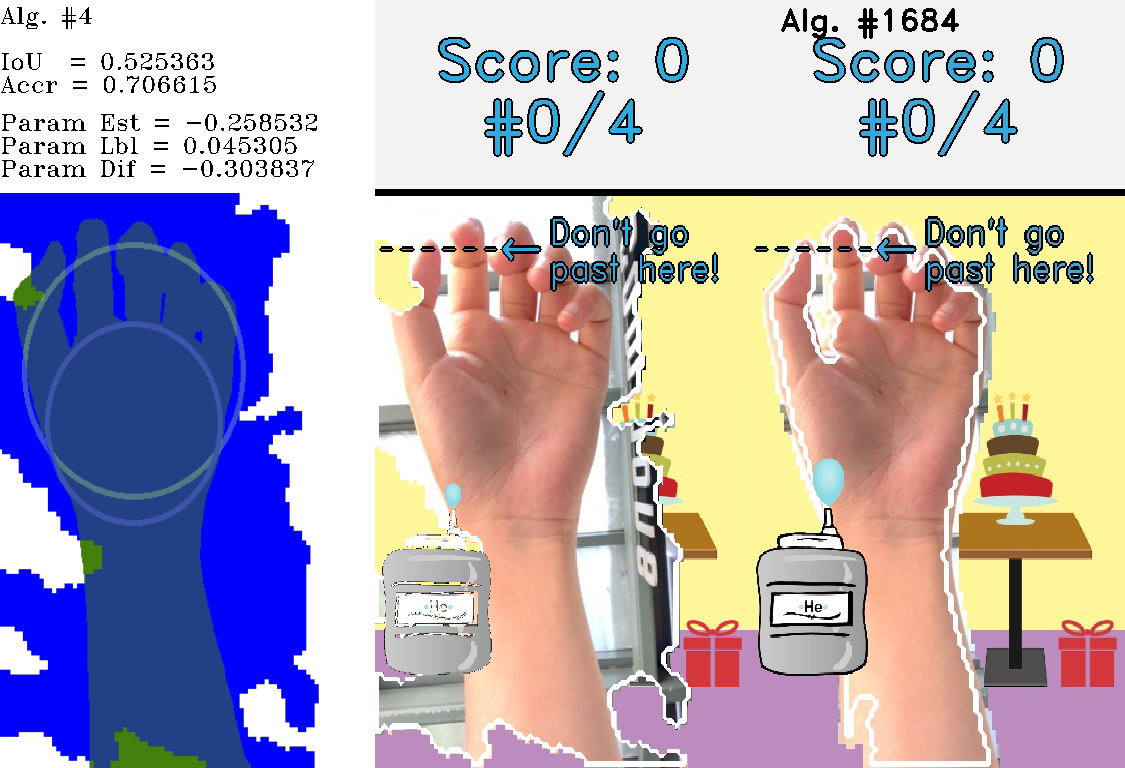 Alg. #4
IoU = 0.525363
Accr = 0.706615
Param Est = −0.258532
Param Lbl = 0.045305
Param Dif = −0.303837
Score: 0
#0/4
Don't go
past here!
He
Alg. #1684
Score: 0
#0/4
Don't go
past here!
He